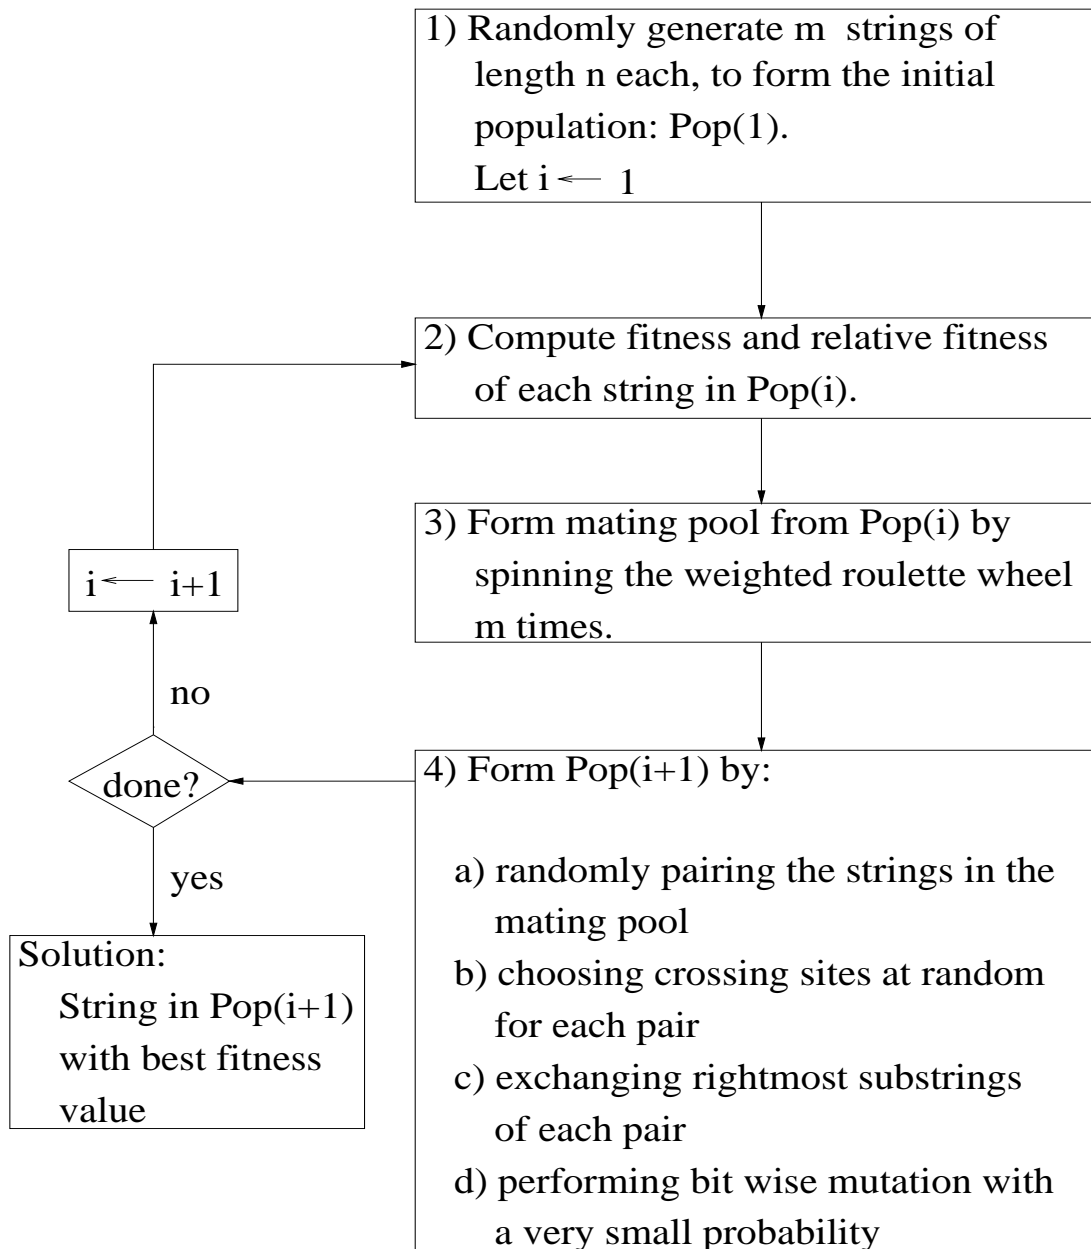 1) Randomly generate m strings of
length n each, to form the initial
population: Pop(1).
Let i ← 1
2) Compute fitness and relative fitness
of each string in Pop(i).
3) Form mating pool from Pop(i) by
spinning the weighted roulette wheel
m times.
i ← i+1
no
done?
yes
4) Form Pop(i+1) by:
a) randomly pairing the strings in the
mating pool
b) choosing crossing sites at random
for each pair
c) exchanging rightmost substrings
of each pair
d) performing bit wise mutation with
a very small probability
Solution:
String in Pop(i+1)
with best fitness
value